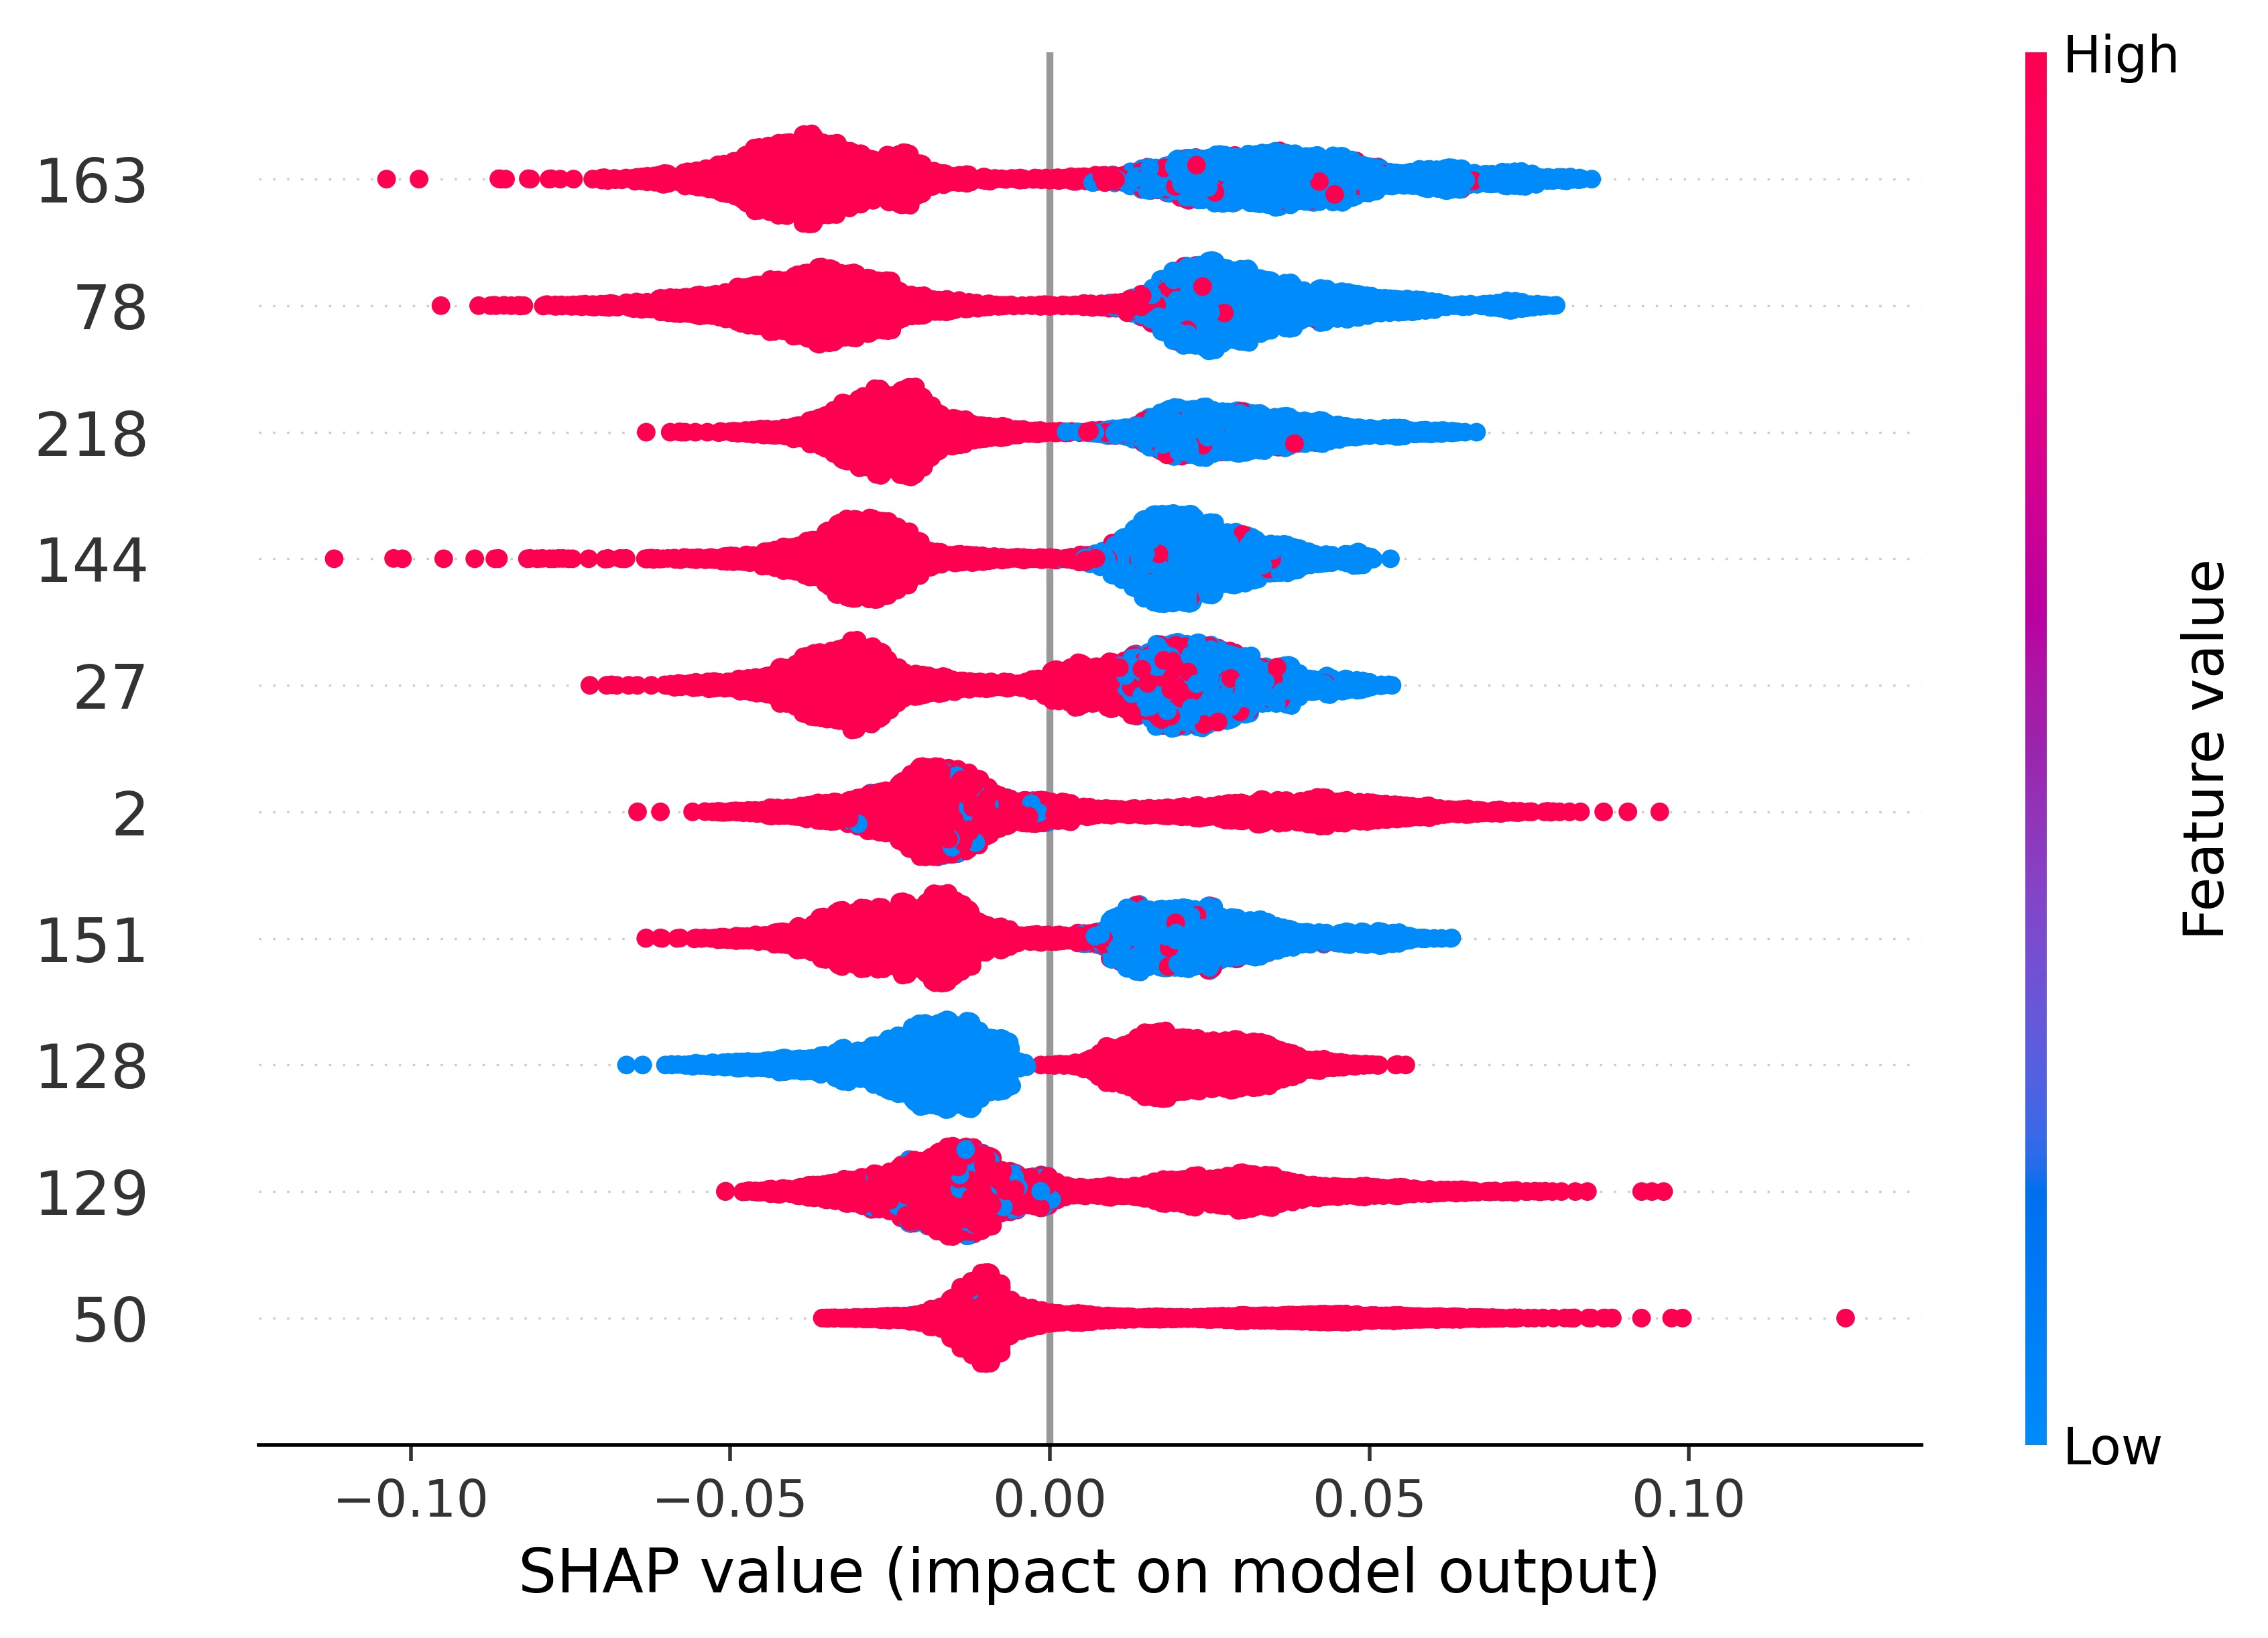 High
163
78
218
144
27
2
151
128
129
50
Feature value
Low
−0.10 −0.05 0.00 0.05 0.10
SHAP value (impact on model output)